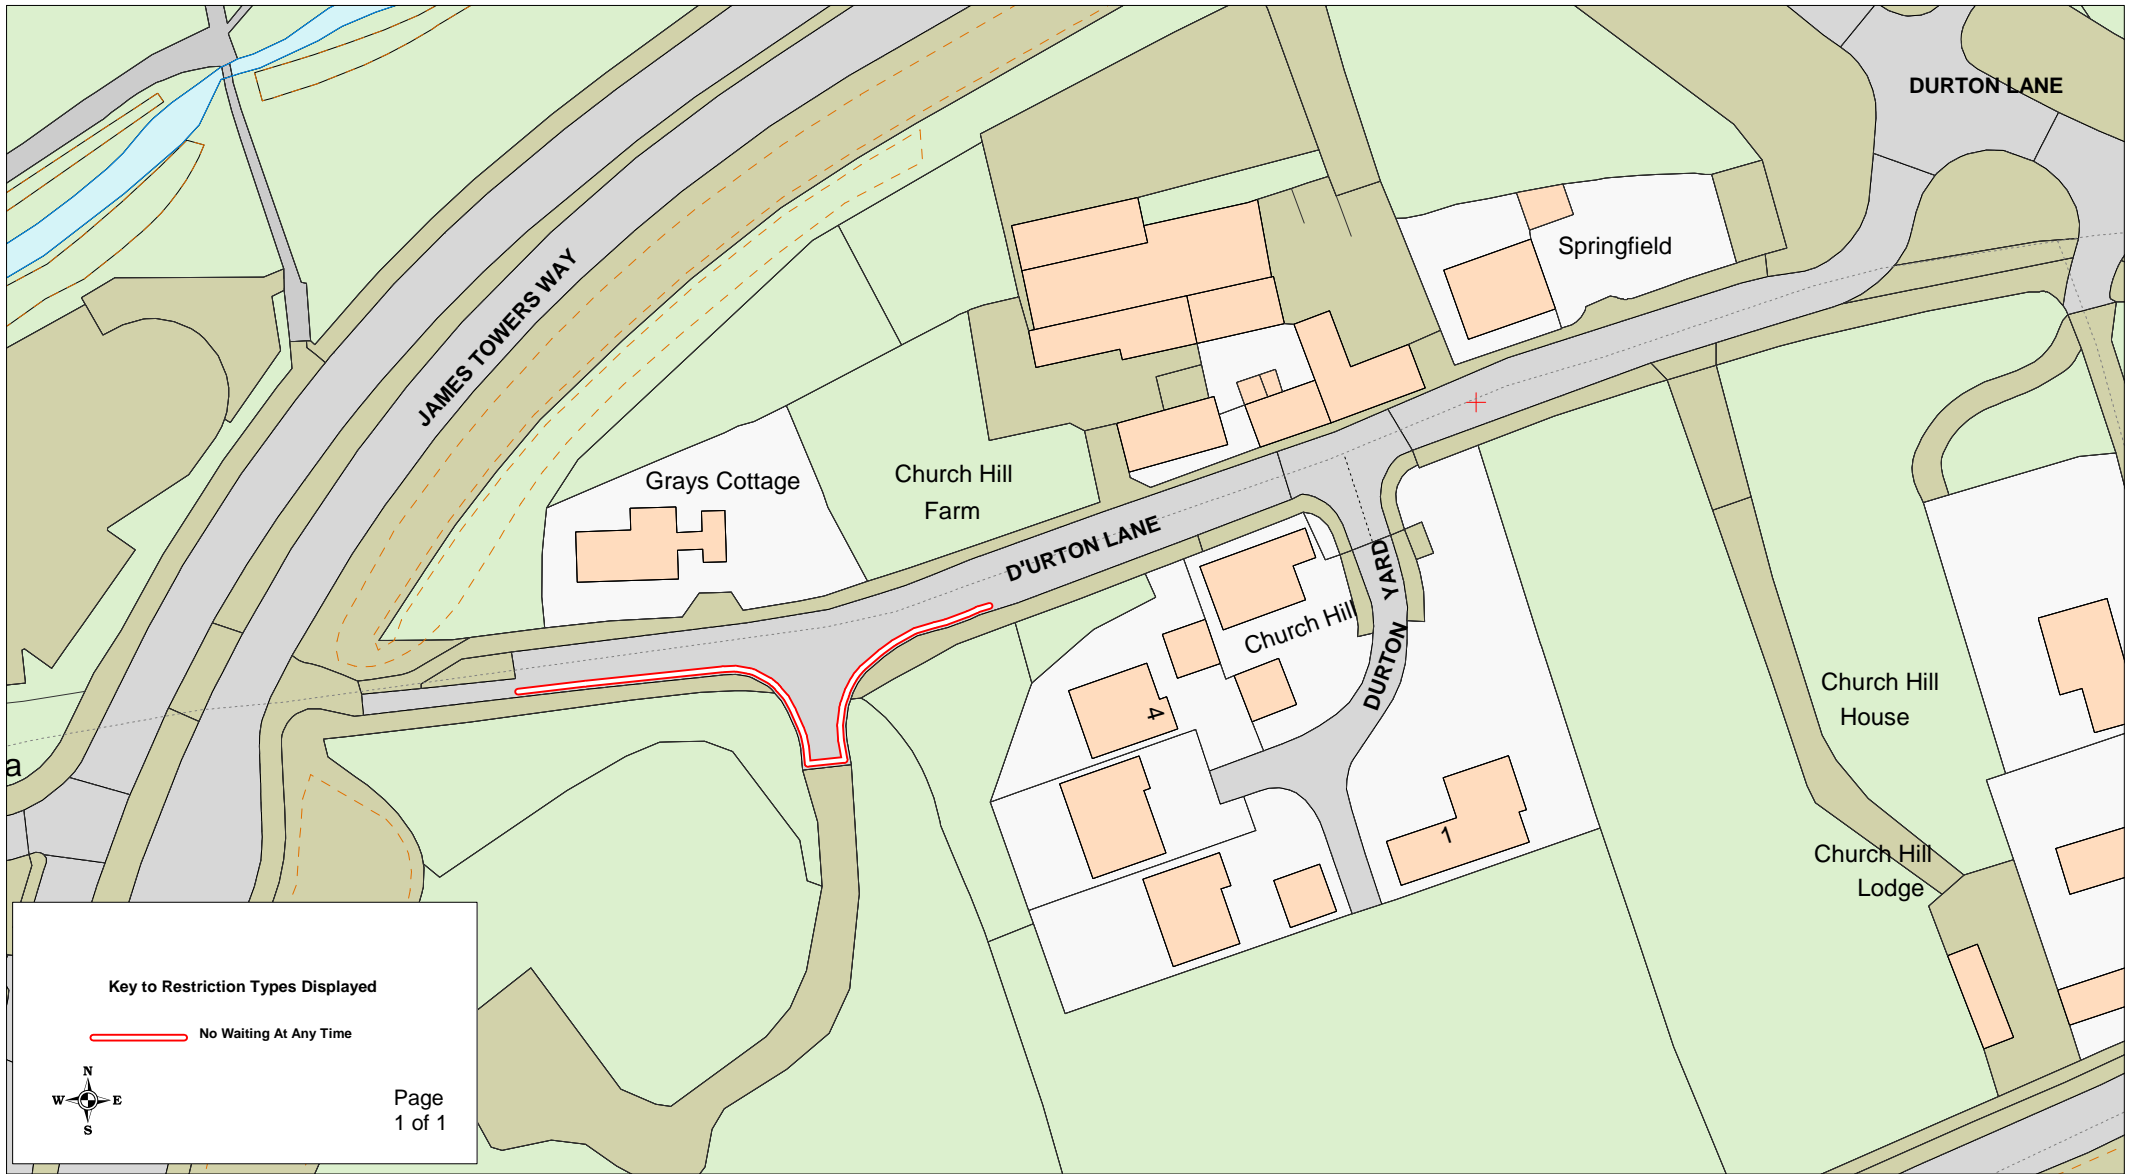 DURTON LANE
Springfield
JAMES TOWERS WAY
Grays Cottage
Church Hill
Farm
D'URTON LANE
DURTON YARD
Church Hill
4
Church Hill
House
a
1
Church Hill
Lodge
Key to Restriction Types Displayed
No Waiting At Any Time
N
W E
S
Page
1 of 1